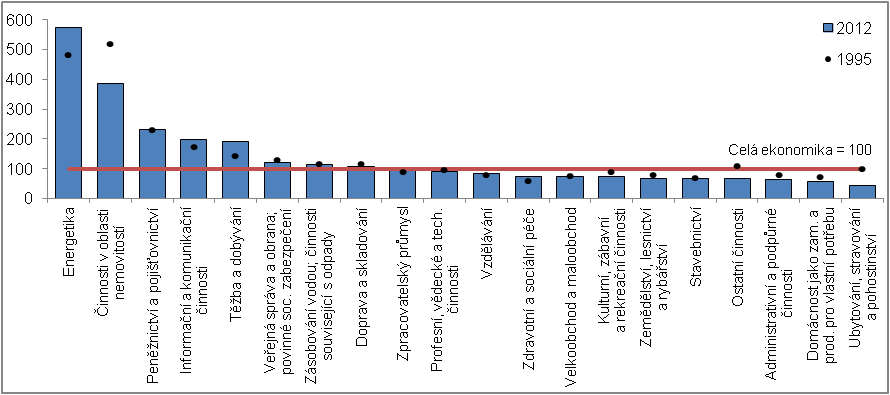 600
500
400
300
200
100
0
2012
1995
Celá ekonomika = 100
Energetika
Činnosti v oblasti
nemovitostí
Peněžnictví a pojišťovnictví
Informační a komunikační
činnosti
Těžba a dobývání
Veřejná správa a obrana;
povinné soc. zabezpečení
Zásobování vodou; činnosti
související s odpady
Doprava a skladování
Zpracovatelský průmysl
Profesní, vědecké a tech.
činnosti
Vzdělávání
Zdravotní a sociální péče
Velkoobchod a maloobchod
Kulturní, zábavní
a rekreační činnosti
Zemědělství, lesnictví
a rybářství
Stavebnictví
Ostatní činnosti
Administrativní a podpůrné
činnosti
Domácnost jako zam. a
prod. pro vlastní potřebu
Ubytování, stravování
a pohostinství